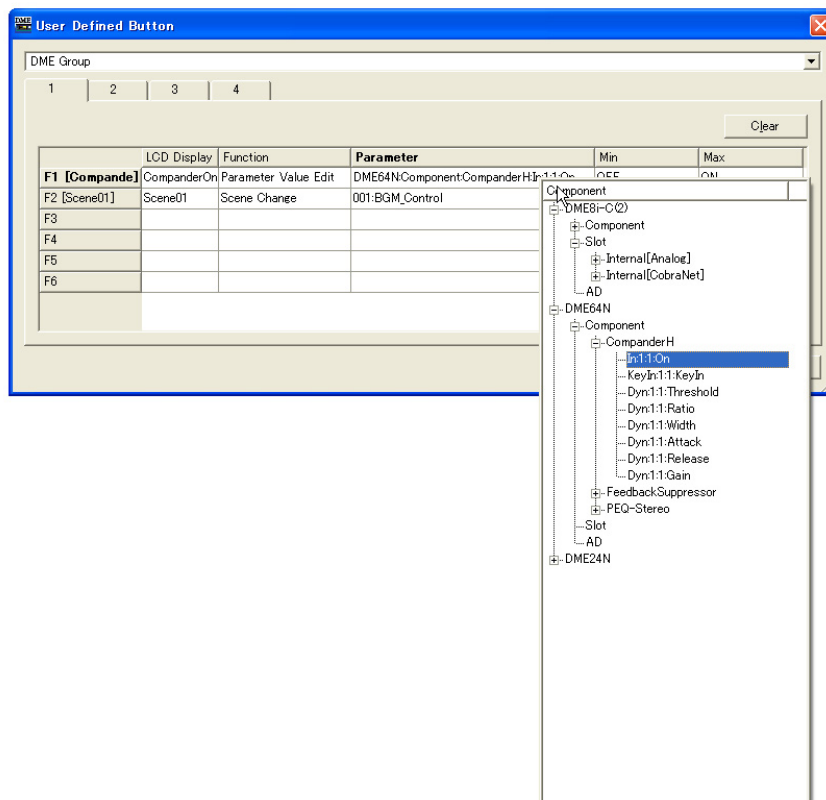 DME User Defined Button
DME Group
1 2 3 4
Clear
LCD Display Function Parameter Min Max
F1 [Compande] CompanderOn Parameter Value Edit DME64N:Component:CompanderH:In:1:1:On OFF ON
F2 [Scene01] Scene01 Scene Change 001:BGM_Control
F3
F4
F5
F6
Component
DME8i-C(2)
Component
Slot
Internal[Analog]
Internal[CobraNet]
AD
DME64N
Component
CompanderH
In:1:1:On
KeyIn:1:1:KeyIn
Dyn:1:1:Threshold
Dyn:1:1:Ratio
Dyn:1:1:Width
Dyn:1:1:Attack
Dyn:1:1:Release
Dyn:1:1:Gain
FeedbackSuppressor
PEQ-Stereo
Slot
AD
DME24N